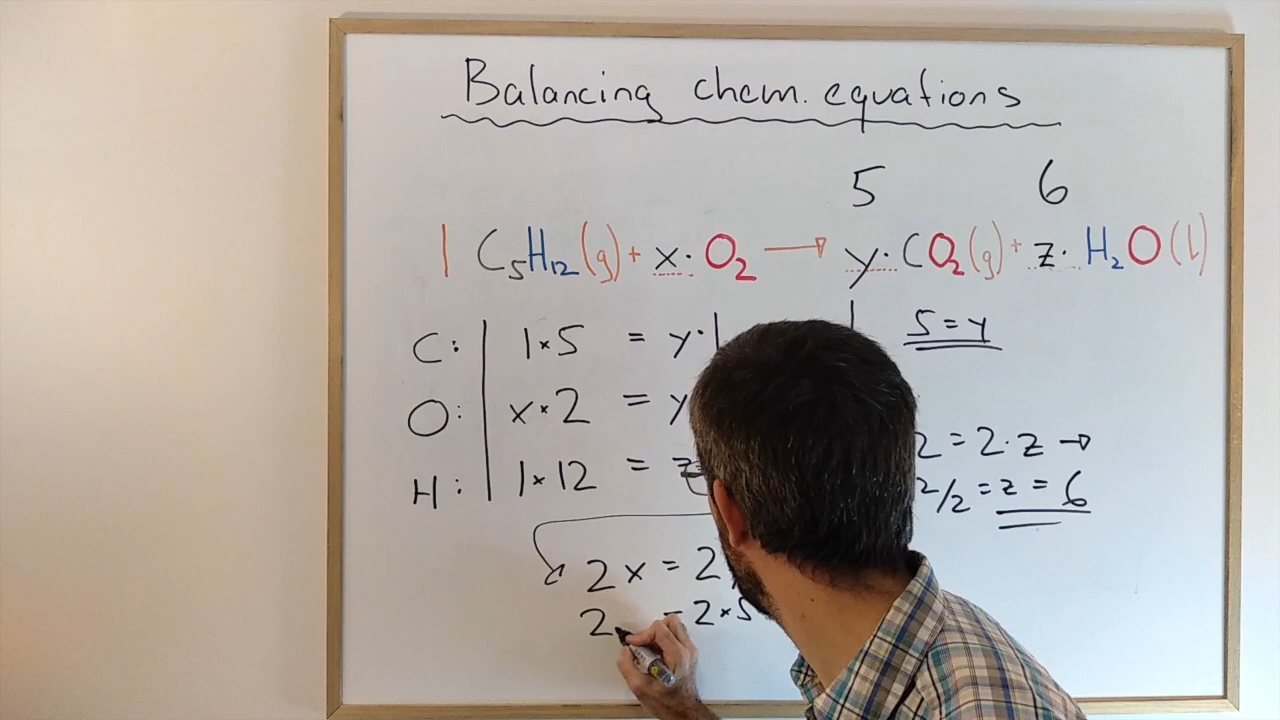 Balancing chem. equations
5 6
1 C₅H₁₂(g) + x · O₂ → y · CO₂(g) + z · H₂O(l)
C: | 1×5 = y·1 5 = y
O: | x×2 = y
H: | 1×12 = z 2 = 2·z →
2/2 = z = 6
2x = 2
2 = 2×5